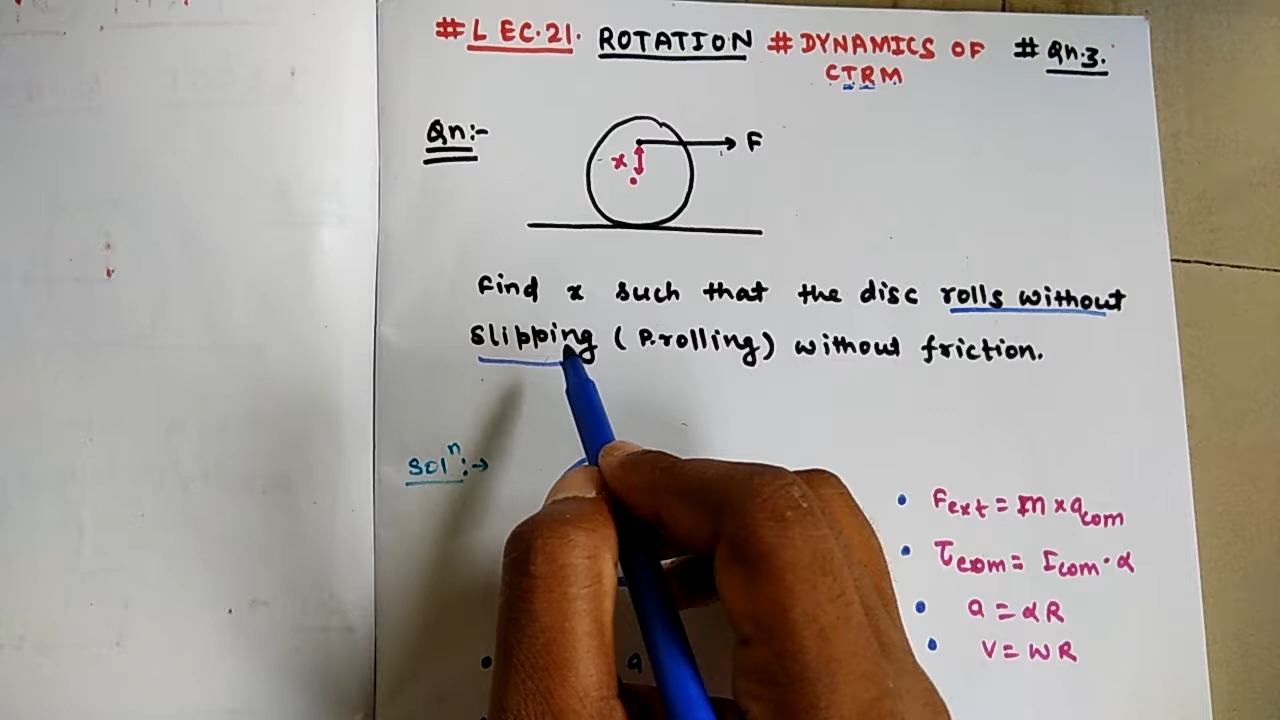 #LEC.21. ROTATION #DYNAMICS OF CTRM #Qn.3.
Qn:-
F
x
Find x such that the disc rolls without
slipping (P.rolling) without friction.
Solⁿ:→
• Fext = m × acom
• τcom = Icom · α
• a = αR
• v = ωR
a